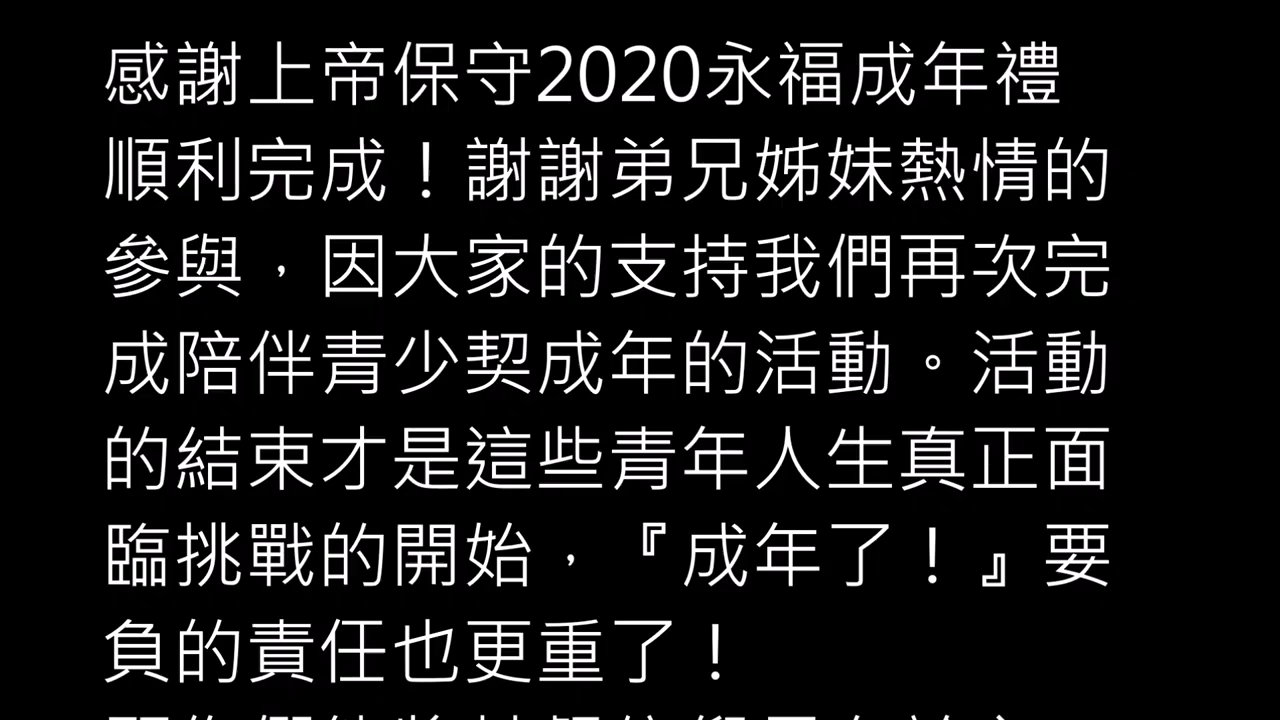 感謝上帝保守2020永福成年禮
順利完成！謝謝弟兄姊妹熱情的
參與，因大家的支持我們再次完
成陪伴青少契成年的活動。活動
的結束才是這些青年人生真正面
臨挑戰的開始，『成年了！』要
負的責任也更重了！